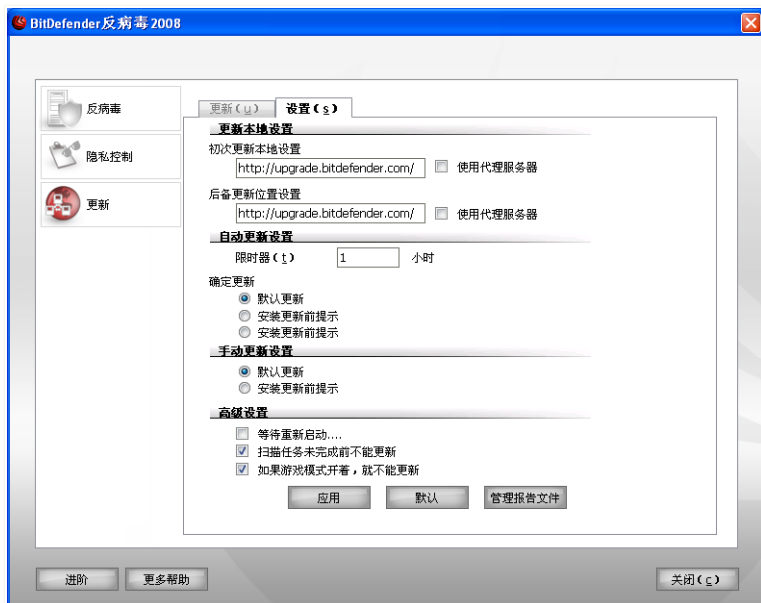 BitDefender反病毒2008
反病毒
隐私控制
更新
更新(u)
设置(s)
更新本地设置
初次更新本地设置
http://upgrade.bitdefender.com/ 使用代理服务器
后备更新位置设置
http://upgrade.bitdefender.com/ 使用代理服务器
自动更新设置
限时器(t) 1 小时
确定更新
默认更新
安装更新前提示
安装更新前提示
手动更新设置
默认更新
安装更新前提示
高级设置
等待重新启动....
扫描任务未完成前不能更新
如果游戏模式开着，就不能更新
应用 默认 管理报告文件
进阶 更多帮助 关闭(c)